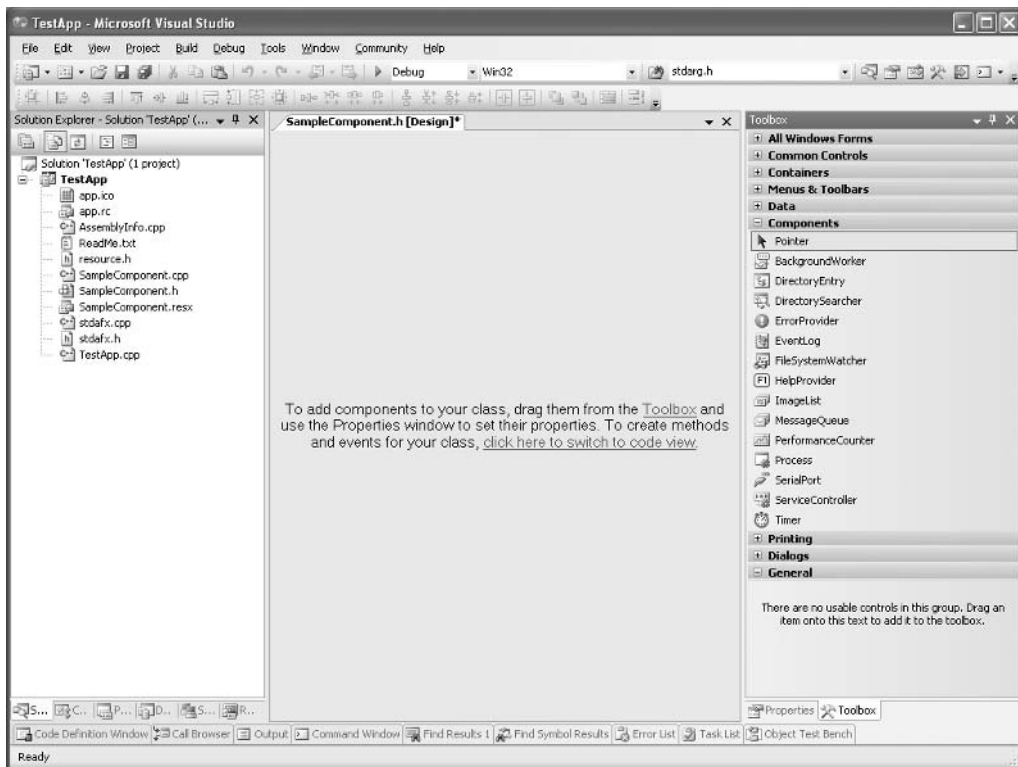 TestApp - Microsoft Visual Studio
File Edit View Project Build Debug Tools Window Community Help
Debug Win32 stdarg.h
Solution Explorer - Solution 'TestApp' (...
Solution 'TestApp' (1 project)
TestApp
app.ico
app.rc
AssemblyInfo.cpp
ReadMe.txt
resource.h
SampleComponent.cpp
SampleComponent.h
SampleComponent.resx
stdafx.cpp
stdafx.h
TestApp.cpp
S... C... P... D... S... R...
SampleComponent.h [Design]*
To add components to your class, drag them from the Toolbox and
use the Properties window to set their properties. To create methods
and events for your class, click here to switch to code view.
Toolbox
All Windows Forms
Common Controls
Containers
Menus & Toolbars
Data
Components
Pointer
BackgroundWorker
DirectoryEntry
DirectorySearcher
ErrorProvider
EventLog
FileSystemWatcher
HelpProvider
ImageList
MessageQueue
PerformanceCounter
Process
SerialPort
ServiceController
Timer
Printing
Dialogs
General
There are no usable controls in this group. Drag an
item onto this text to add it to the toolbox.
Properties Toolbox
Code Definition Window Call Browser Output Command Window Find Results 1 Find Symbol Results Error List Task List Object Test Bench
Ready